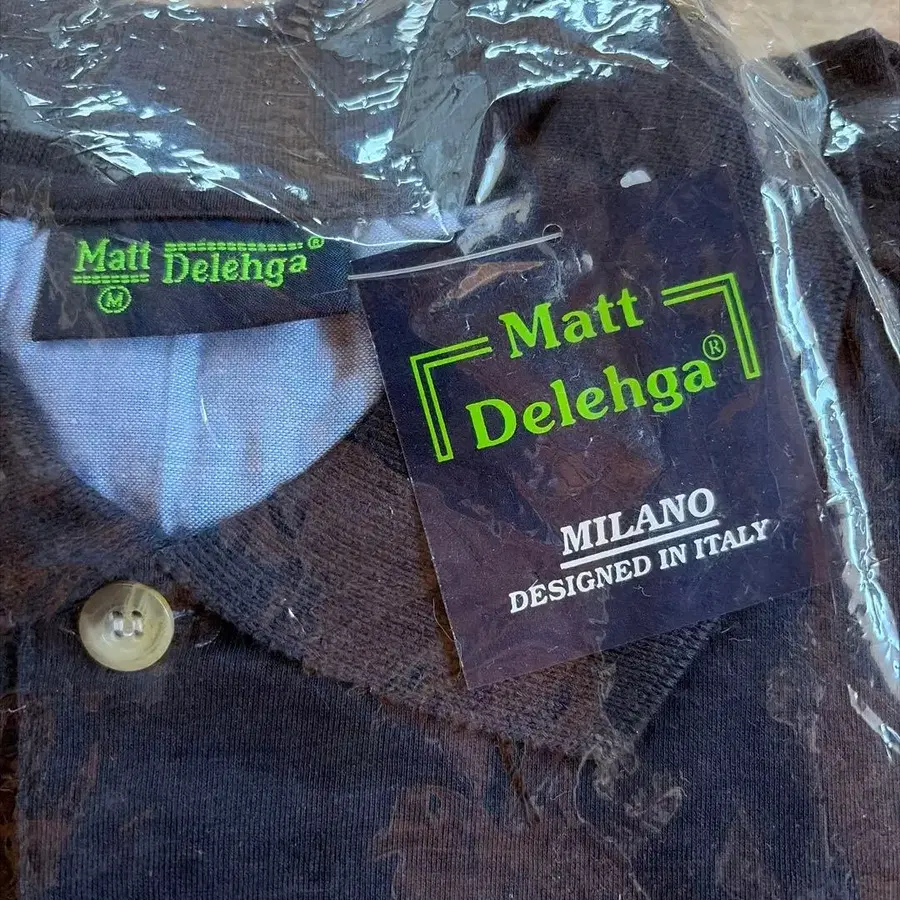 Matt Delehga®
M
Matt
Delehga®
MILANO
DESIGNED IN ITALY